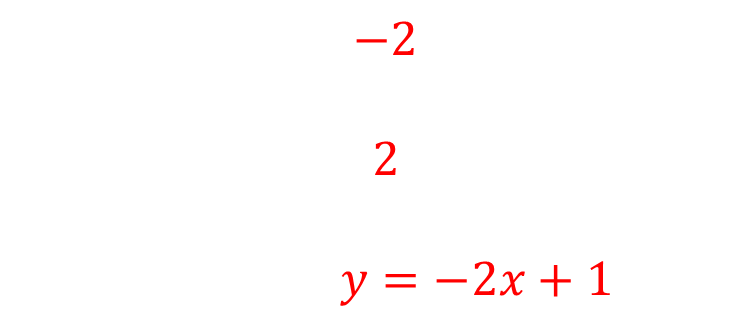 −2
2
y = −2x + 1